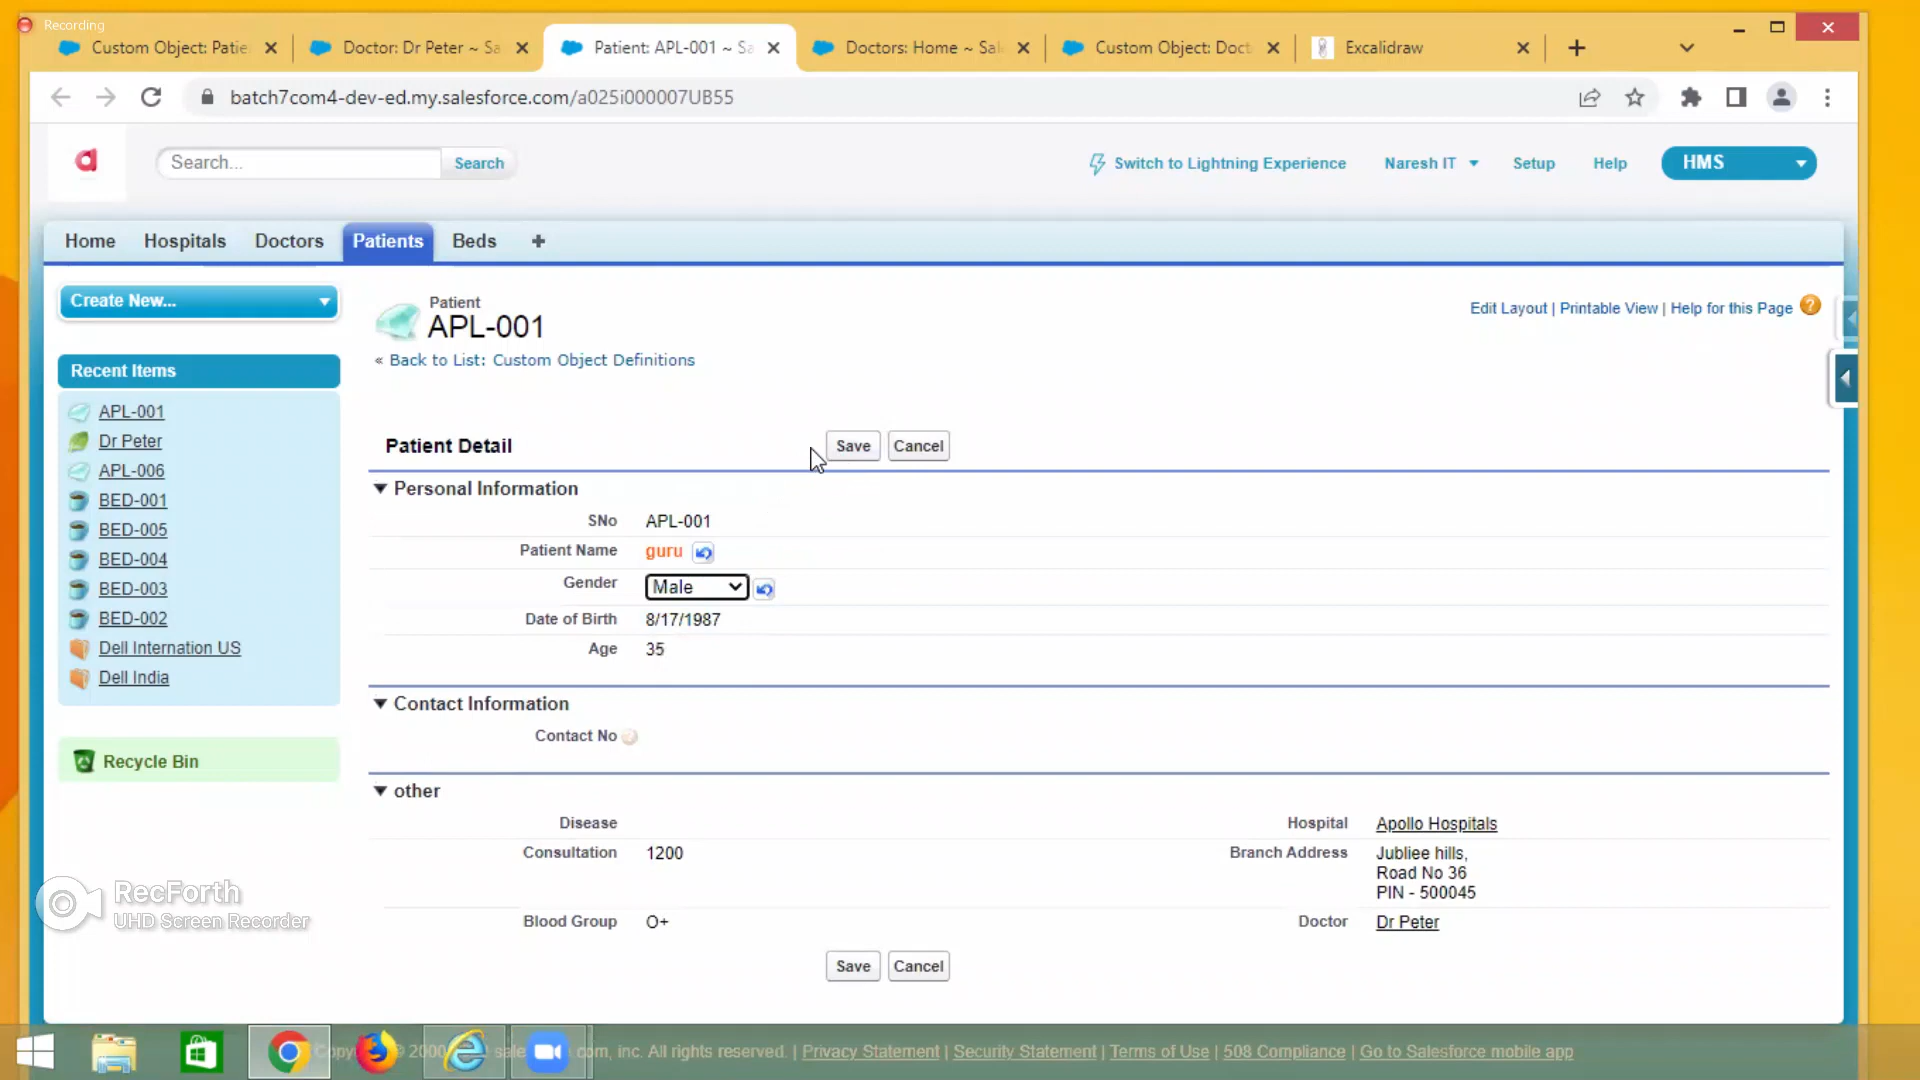 Recording
Custom Object: Patie
Doctor: Dr Peter ~ Sa
Patient: APL-001 ~ Sa
Doctors: Home ~ Sal
Custom Object: Doct
Excalidraw
batch7com4-dev-ed.my.salesforce.com/a025i000007UB55
a
Search...
Search
Switch to Lightning Experience
Naresh IT
Setup
Help
HMS
Home
Hospitals
Doctors
Patients
Beds
Create New...
Recent Items
APL-001
Dr Peter
APL-006
BED-001
BED-005
BED-004
BED-003
BED-002
Dell Internation US
Dell India
Recycle Bin
Patient
APL-001
« Back to List: Custom Object Definitions
Edit Layout | Printable View | Help for this Page ?
Patient Detail
Save
Cancel
Personal Information
SNo APL-001
Patient Name guru
Gender Male
Date of Birth 8/17/1987
Age 35
Contact Information
Contact No
other
Disease
Hospital Apollo Hospitals
Consultation 1200
Branch Address Jubliee hills,
Road No 36
PIN - 500045
Blood Group O+
Doctor Dr Peter
Save
Cancel
RecForth
UHD Screen Recorder
com, inc. All rights reserved. | Privacy Statement | Security Statement | Terms of Use | 508 Compliance | Go to Salesforce mobile app